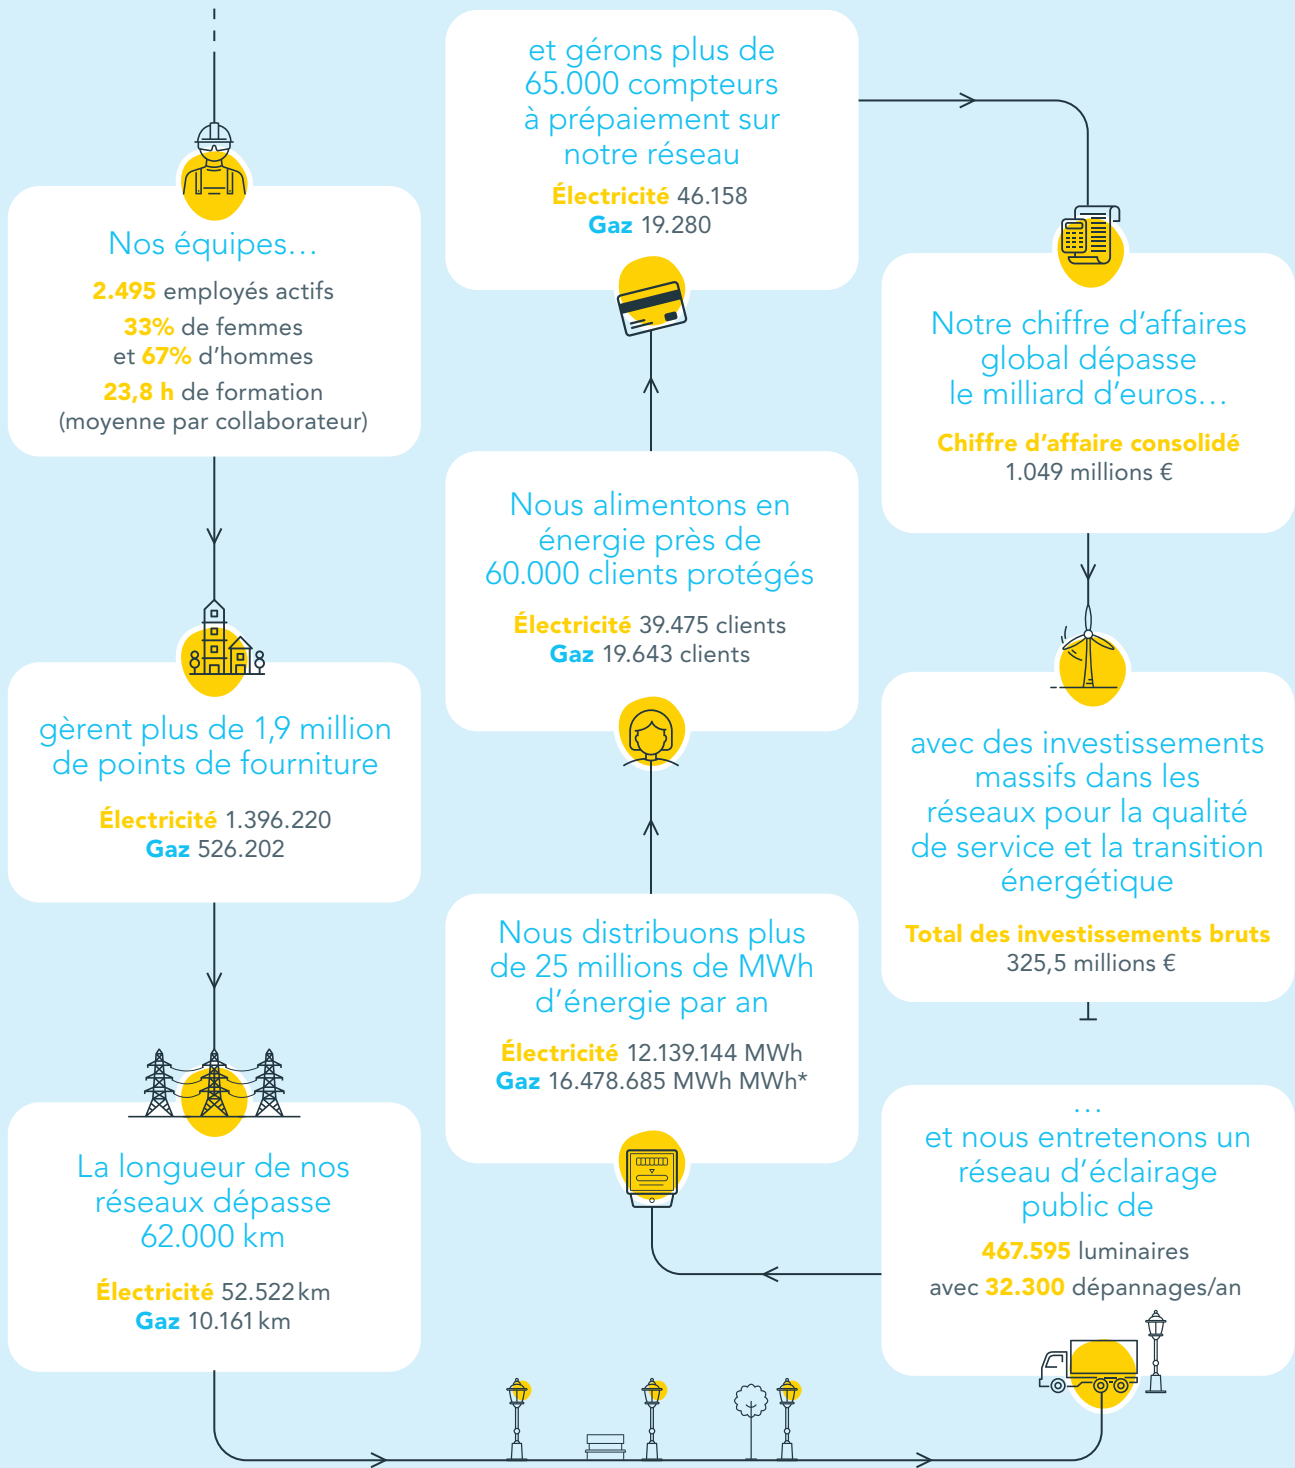 Nos équipes…
2.495 employés actifs
33% de femmes
et 67% d'hommes
23,8 h de formation
(moyenne par collaborateur)
gèrent plus de 1,9 million
de points de fourniture
Électricité 1.396.220
Gaz 526.202
La longueur de nos
réseaux dépasse
62.000 km
Électricité 52.522 km
Gaz 10.161 km
…
et nous entretenons un
réseau d'éclairage
public de
467.595 luminaires
avec 32.300 dépannages/an
Nous distribuons plus
de 25 millions de MWh
d'énergie par an
Électricité 12.139.144 MWh
Gaz 16.478.685 MWh MWh*
Nous alimentons en
énergie près de
60.000 clients protégés
Électricité 39.475 clients
Gaz 19.643 clients
et gérons plus de
65.000 compteurs
à prépaiement sur
notre réseau
Électricité 46.158
Gaz 19.280
Notre chiffre d'affaires
global dépasse
le milliard d'euros…
Chiffre d'affaire consolidé
1.049 millions €
avec des investissements
massifs dans les
réseaux pour la qualité
de service et la transition
énergétique
Total des investissements bruts
325,5 millions €